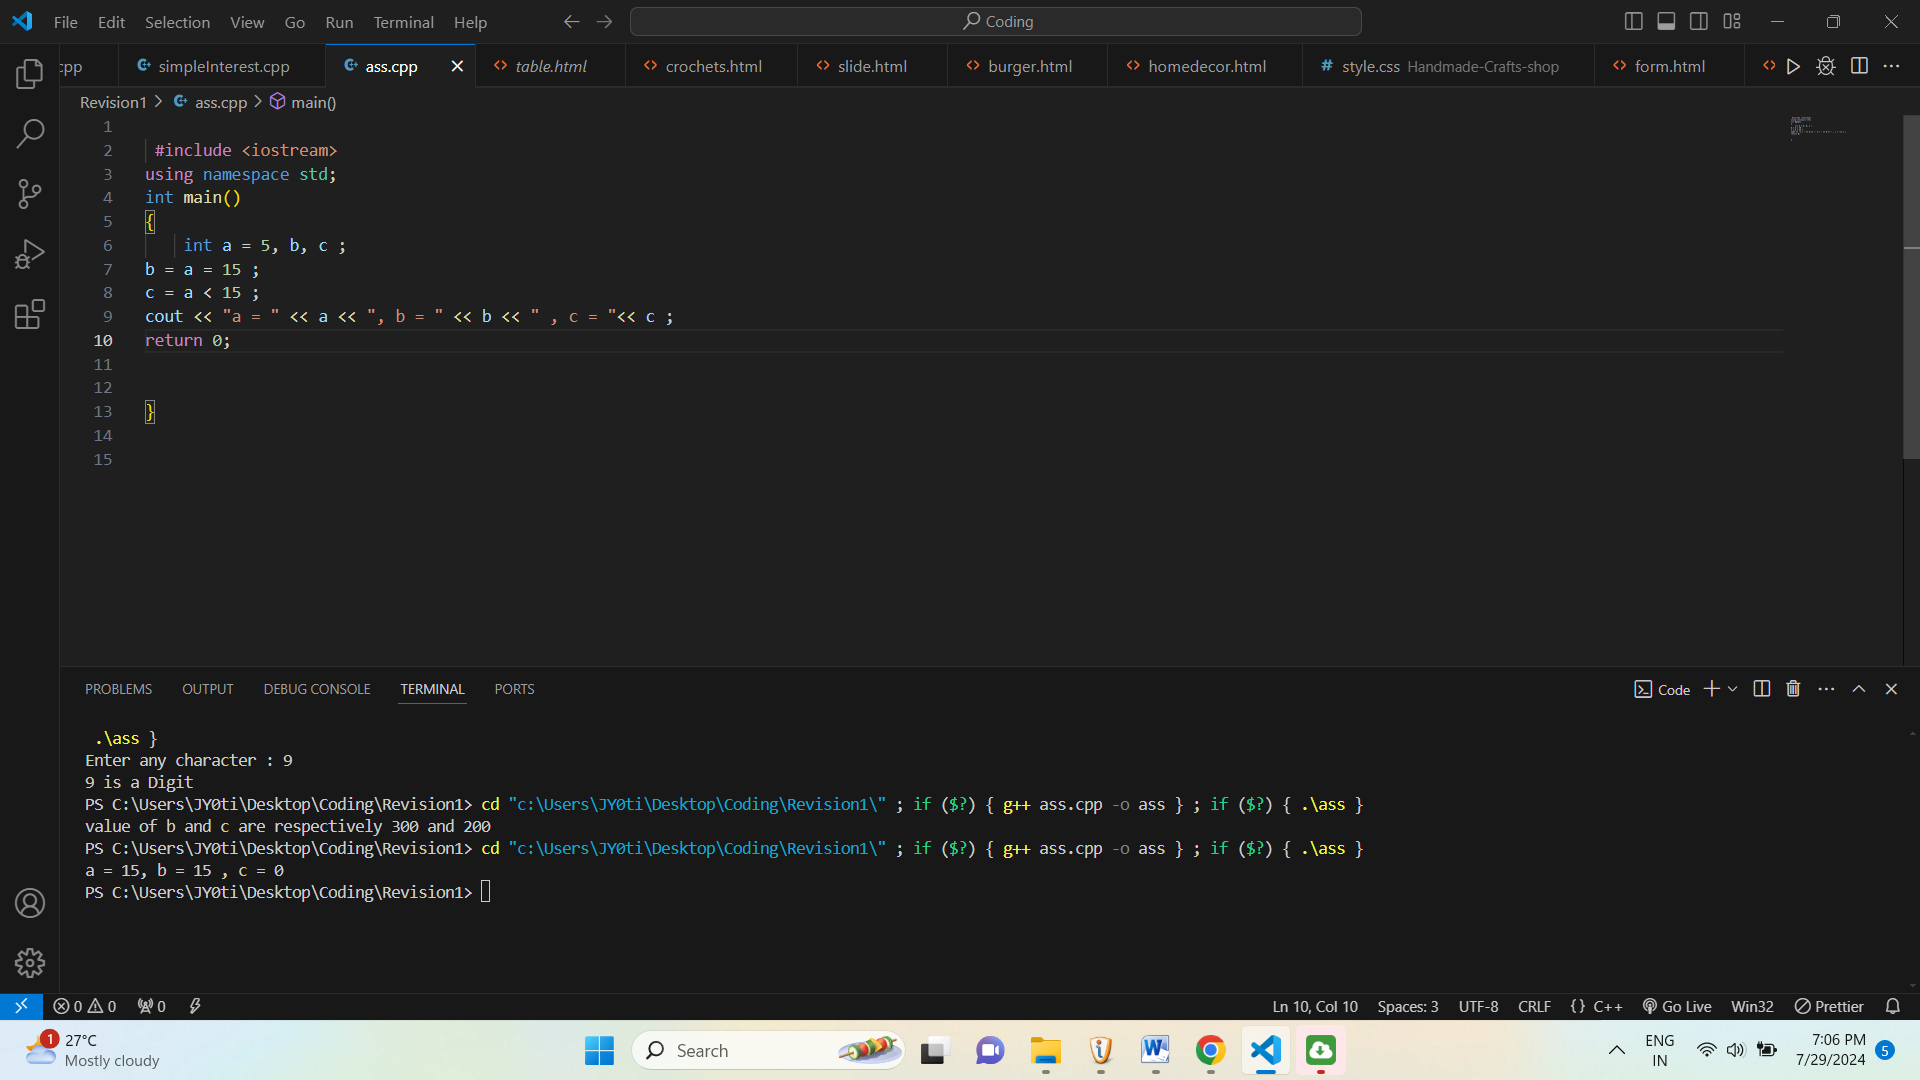 File Edit Selection View Go Run Terminal Help Coding
cpp simpleInterest.cpp ass.cpp table.html crochets.html slide.html burger.html homedecor.html style.css Handmade-Crafts-shop form.html
Revision1 > ass.cpp > main()
1
2 #include <iostream>
3 using namespace std;
4 int main()
5 {
6 int a = 5, b, c ;
7 b = a = 15 ;
8 c = a < 15 ;
9 cout << "a = " << a << ", b = " << b << " , c = "<< c ;
10 return 0;
11
12
13 }
14
15
PROBLEMS OUTPUT DEBUG CONSOLE TERMINAL PORTS Code
.\ass }
Enter any character : 9
9 is a Digit
PS C:\Users\JY0ti\Desktop\Coding\Revision1> cd "c:\Users\JY0ti\Desktop\Coding\Revision1\" ; if ($?) { g++ ass.cpp -o ass } ; if ($?) { .\ass }
value of b and c are respectively 300 and 200
PS C:\Users\JY0ti\Desktop\Coding\Revision1> cd "c:\Users\JY0ti\Desktop\Coding\Revision1\" ; if ($?) { g++ ass.cpp -o ass } ; if ($?) { .\ass }
a = 15, b = 15 , c = 0
PS C:\Users\JY0ti\Desktop\Coding\Revision1>
0 0 0 Ln 10, Col 10 Spaces: 3 UTF-8 CRLF {} C++ Go Live Win32 Prettier
1 27°C
Mostly cloudy
Search
ENG
IN
7:06 PM
7/29/2024
5